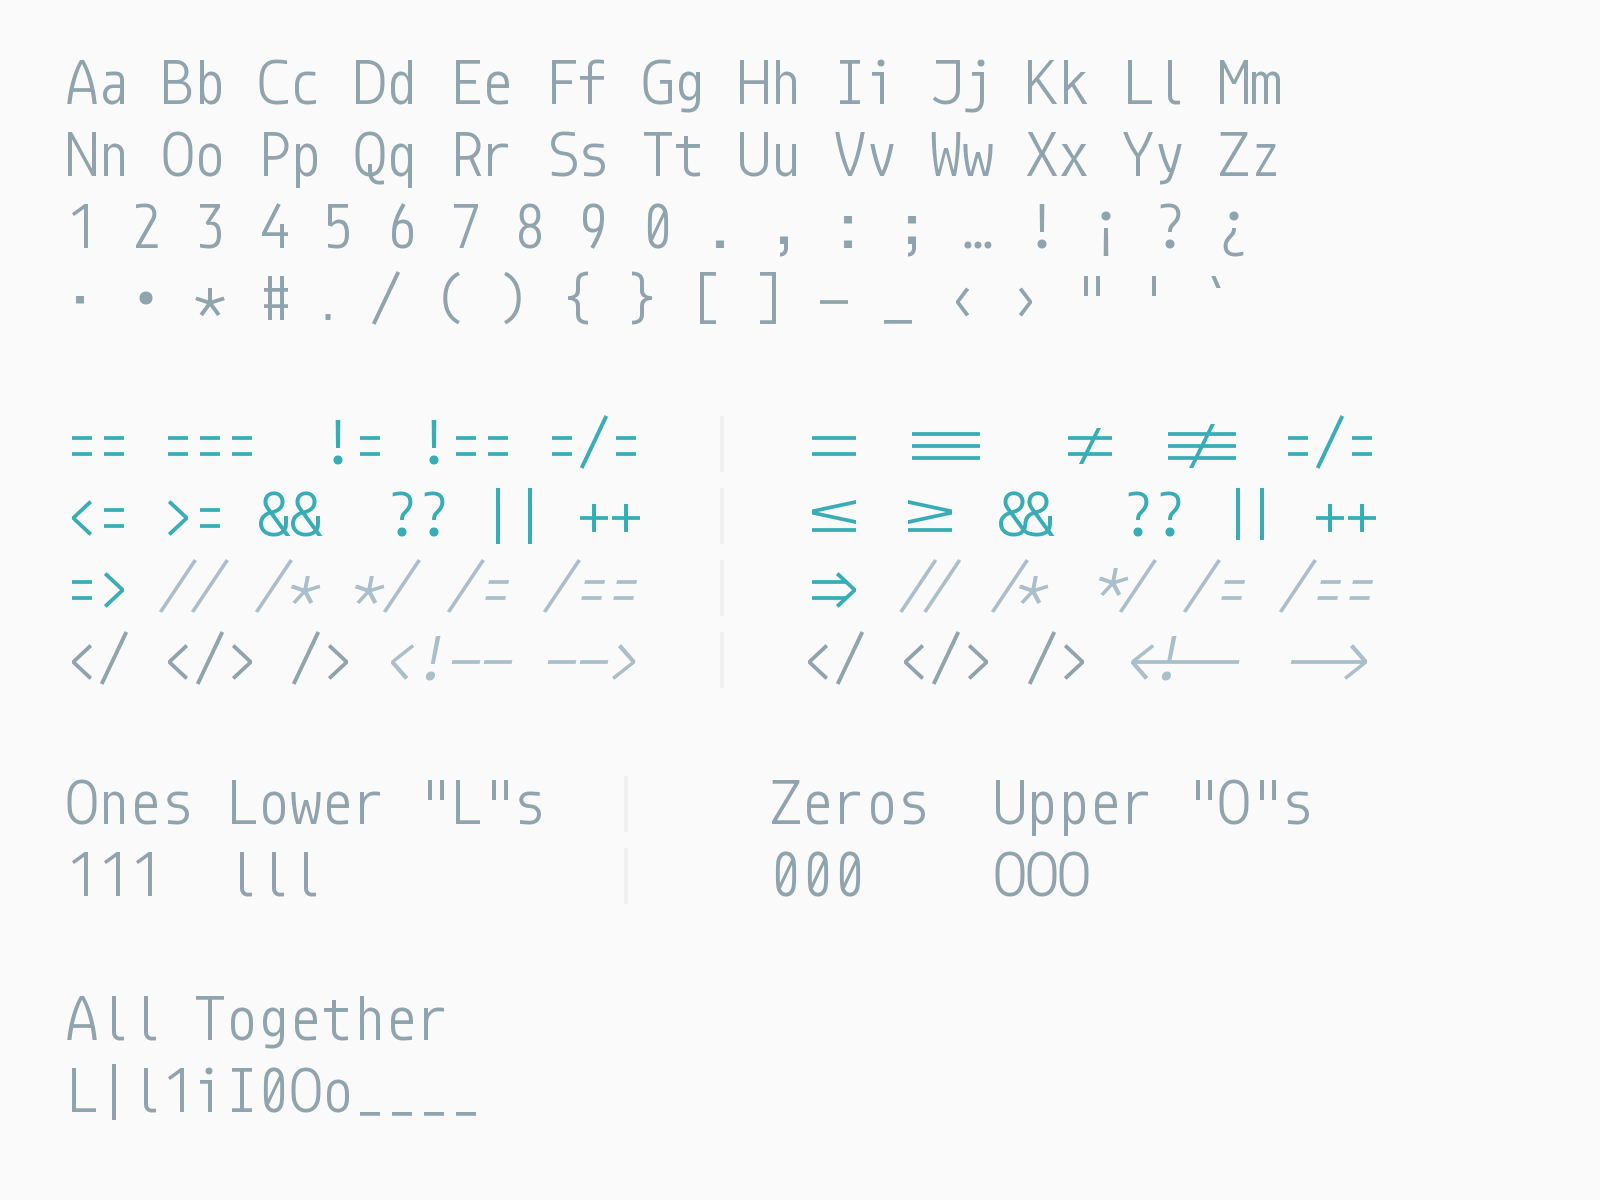 Aa Bb Cc Dd Ee Ff Gg Hh Ii Jj Kk Ll Mm
Nn Oo Pp Qq Rr Ss Tt Uu Vv Ww Xx Yy Zz
1 2 3 4 5 6 7 8 9 0 . , : ; … ! ¡ ? ¿
· • * # . / ( ) { } [ ] - _ ‹ › " ' `
== === != !== =/= | == === != !== =/=
<= >= && ?? || ++ | <= >= && ?? || ++
=> // /* */ /= /== | => // /* */ /= /==
</ </> /> <!-- --> | </ </> /> <!-- -->
Ones Lower "L"s | Zeros Upper "O"s
111 lll | 000 OOO
All Together
L|l1iI0Oo____